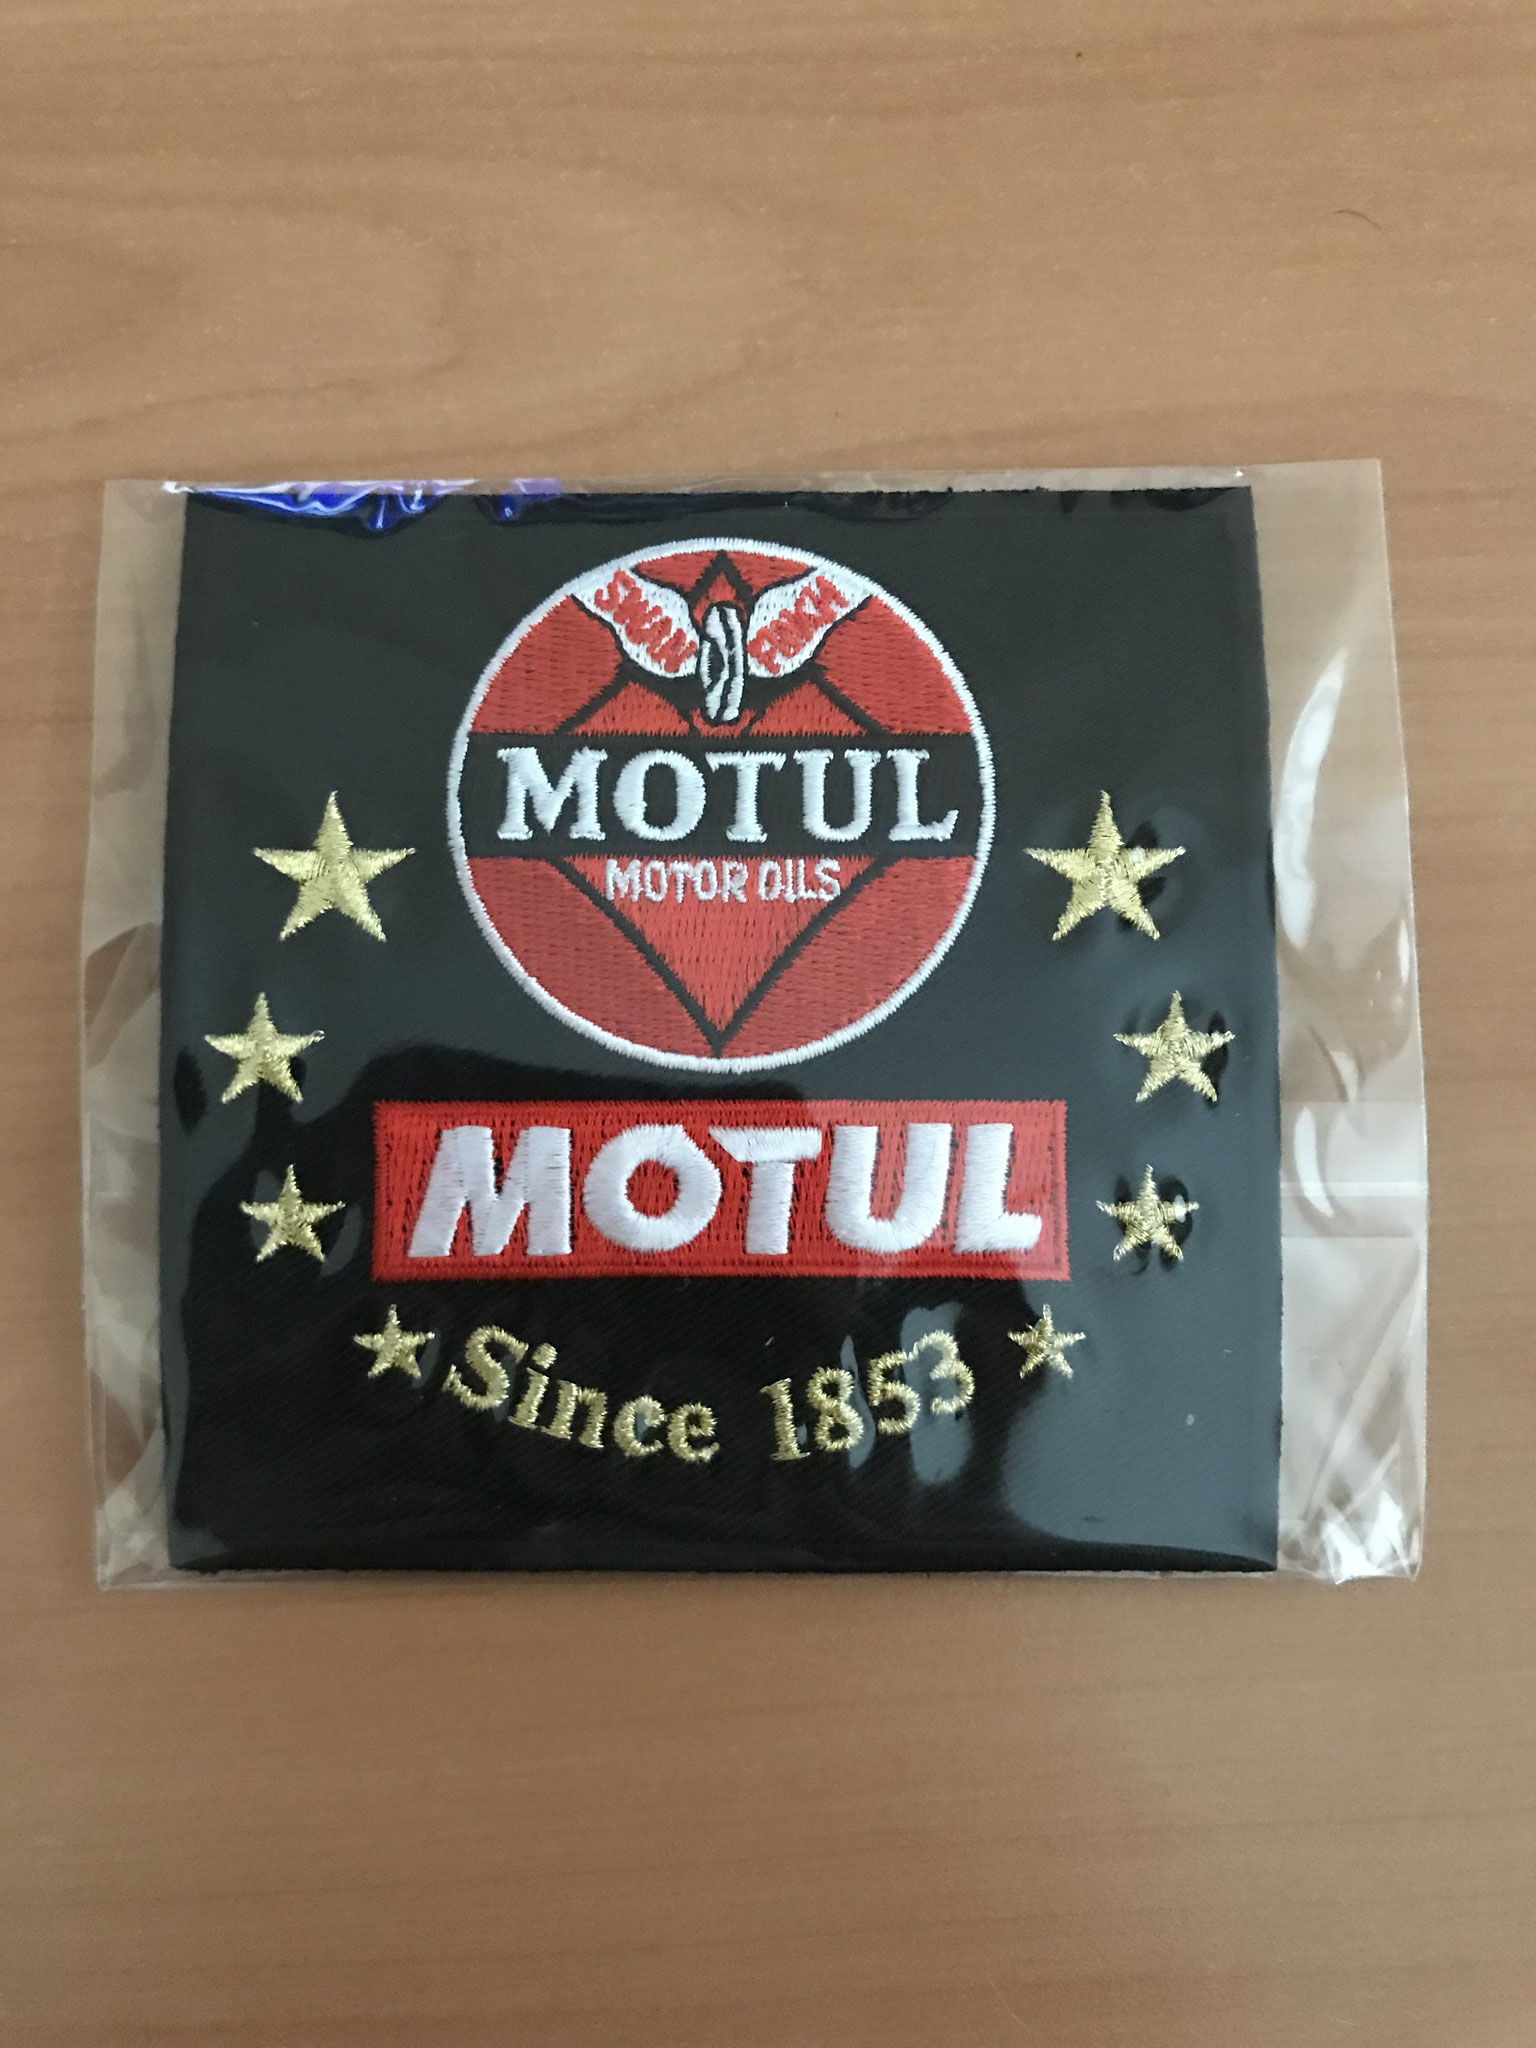 SWAN FINCH
MOTUL
MOTOR OILS
MOTUL
Since 1853